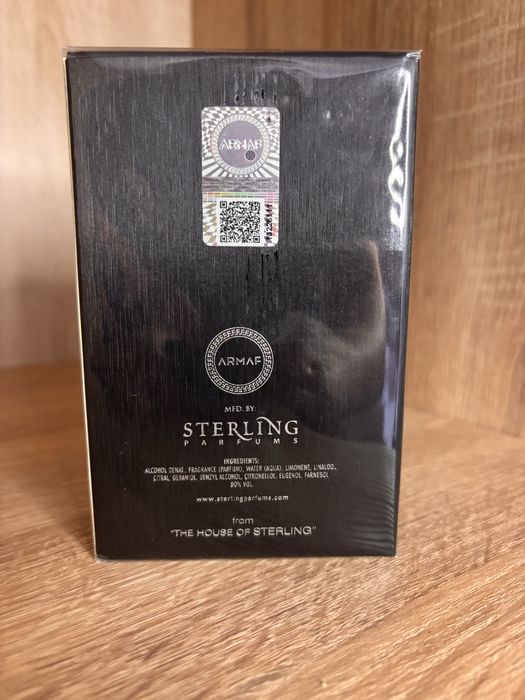 ARMAF
ARMAF
MFD. BY:
STERLING
PARFUMS
INGREDIENTS:
ALCOHOL DENAT., FRAGRANCE (PARFUM), WATER (AQUA), LIMONENE, LINALOOL,
CITRAL, GERANIOL, BENZYL ALCOHOL, CITRONELLOL, EUGENOL, FARNESOL
80% VOL.
www.sterlingparfums.com
from
"THE HOUSE OF STERLING"